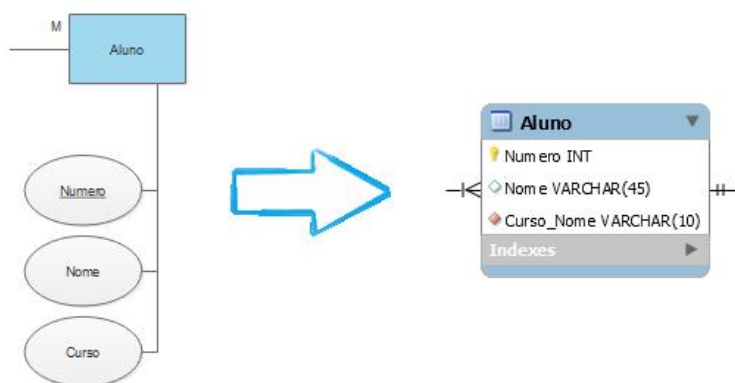 M
Aluno
Numero
Nome
Curso
Aluno
Numero INT
Nome VARCHAR(45)
Curso_Nome VARCHAR(10)
Indexes